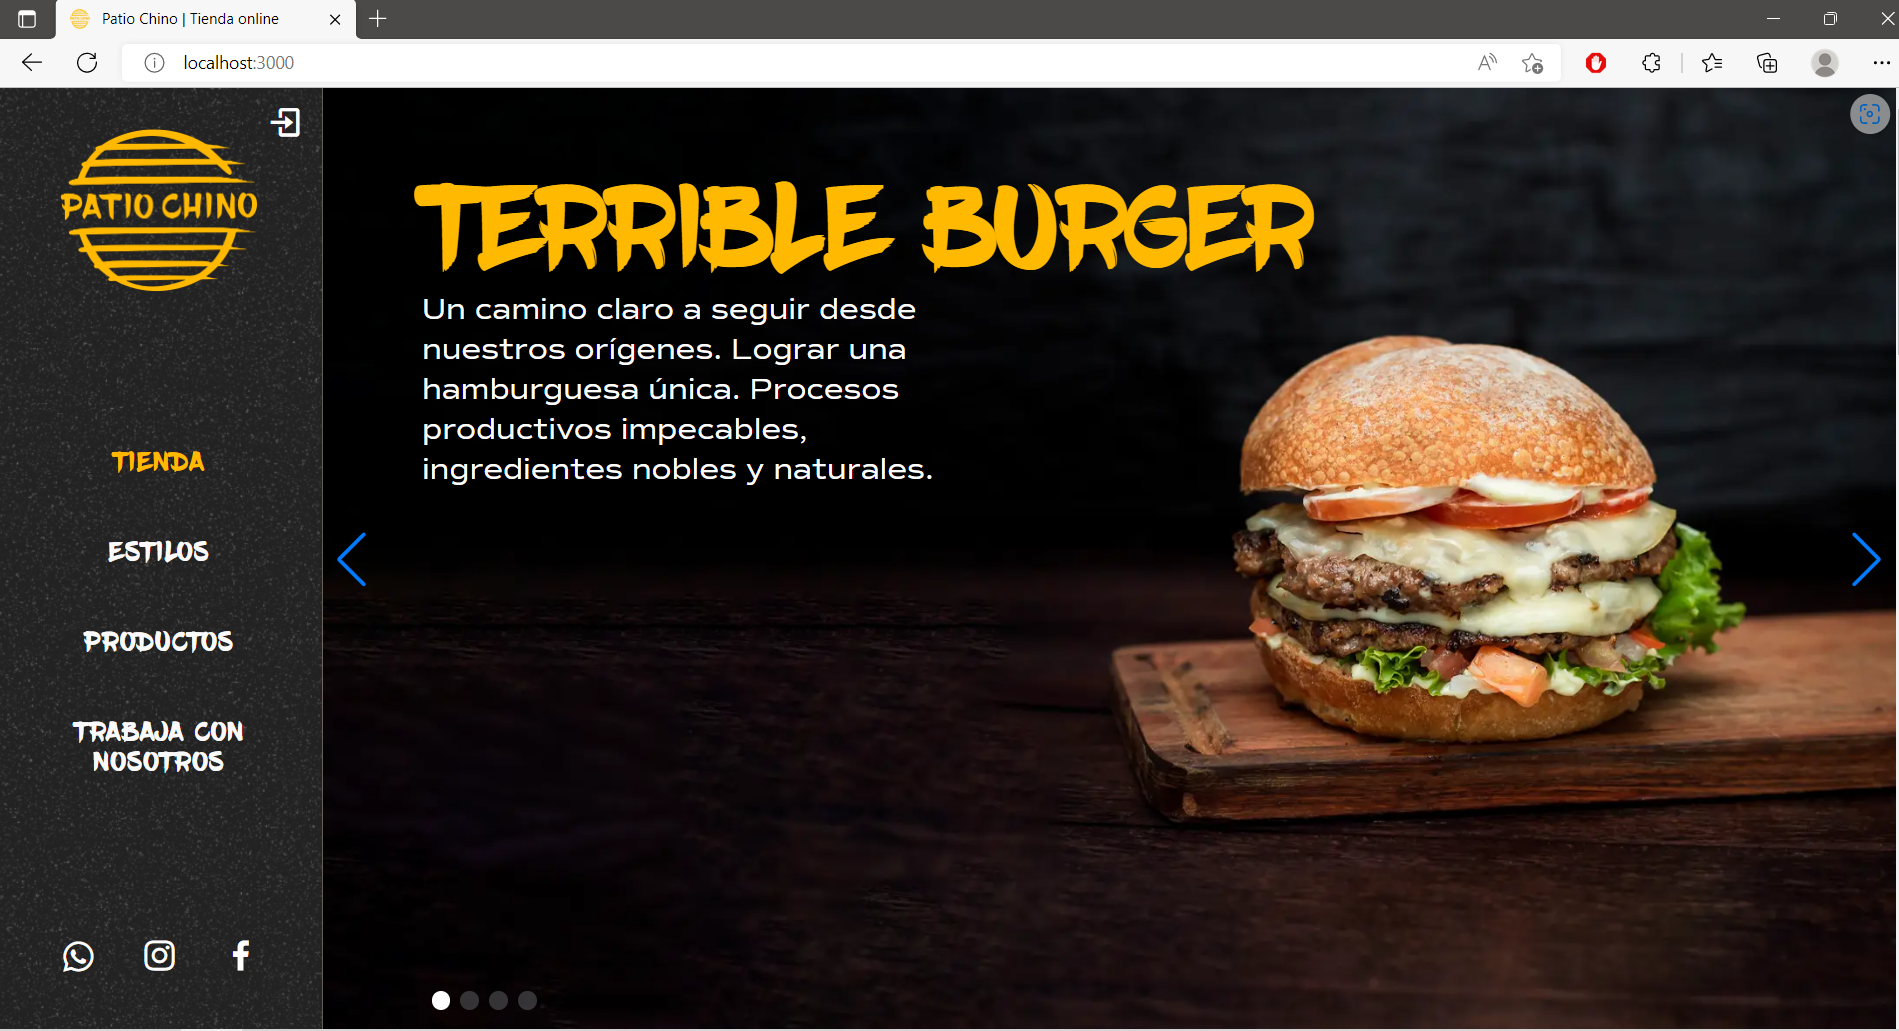 Patio Chino | Tienda online
localhost:3000
PATIO CHINO
TIENDA
ESTILOS
PRODUCTOS
TRABAJA CON
NOSOTROS
TERRIBLE BURGER
Un camino claro a seguir desde
nuestros orígenes. Lograr una
hamburguesa única. Procesos
productivos impecables,
ingredientes nobles y naturales.